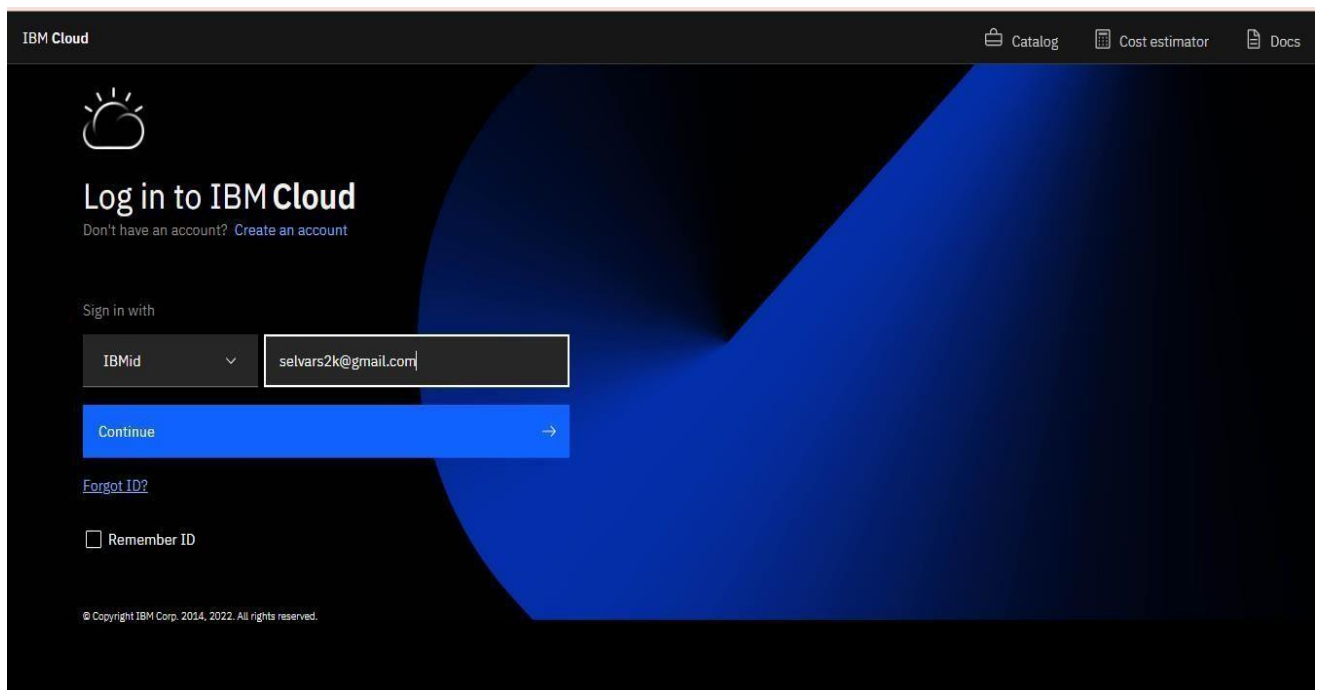 IBM Cloud
Catalog
Cost estimator
Docs
Log in to IBM Cloud
Don't have an account? Create an account
Sign in with
IBMid
selvars2k@gmail.com
Continue
Forgot ID?
Remember ID
© Copyright IBM Corp. 2014, 2022. All rights reserved.